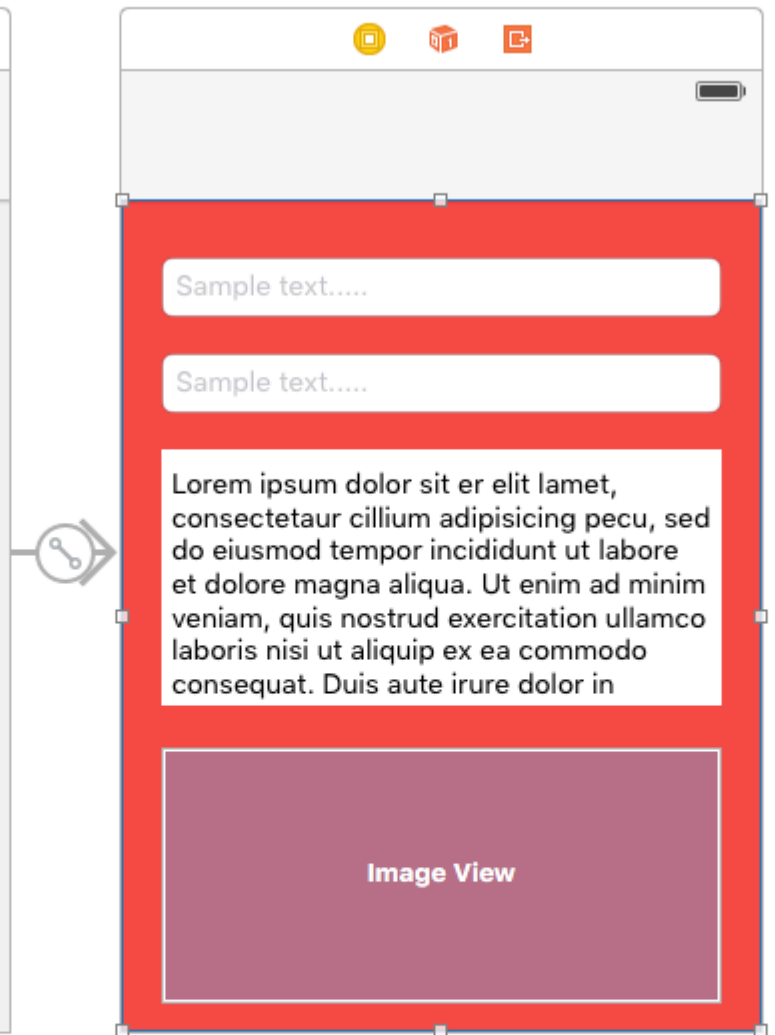 Sample text.....
Sample text.....
Lorem ipsum dolor sit er elit lamet,
consectetaur cillium adipisicing pecu, sed
do eiusmod tempor incididunt ut labore
et dolore magna aliqua. Ut enim ad minim
veniam, quis nostrud exercitation ullamco
laboris nisi ut aliquip ex ea commodo
consequat. Duis aute irure dolor in
Image View